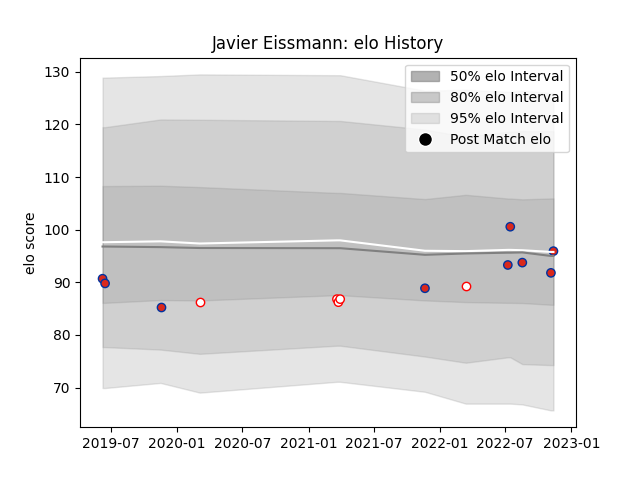 Javier Eissmann: elo History
50% elo Interval
80% elo Interval
95% elo Interval
Post Match elo
elo score
130
120
110
100
90
80
70
2019-07 2020-01 2020-07 2021-01 2021-07 2022-01 2022-07 2023-01